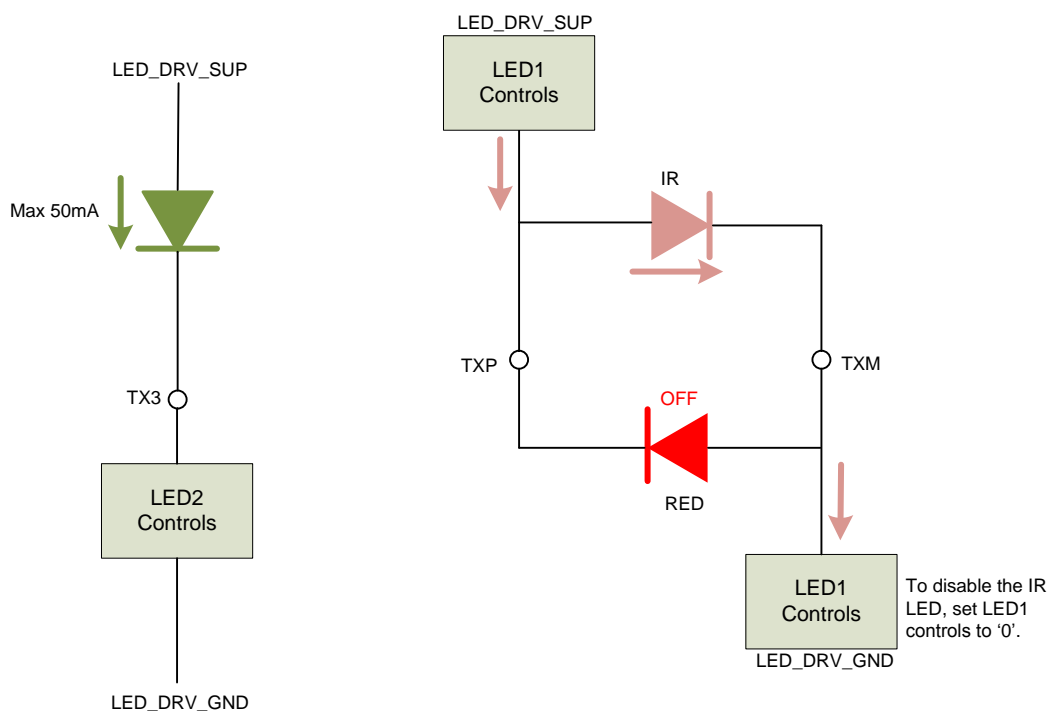 LED_DRV_SUP
Max 50mA
TX3
LED2
Controls
LED_DRV_GND
LED_DRV_SUP
LED1
Controls
IR
TXP
TXM
OFF
RED
LED1
Controls
LED_DRV_GND
To disable the IR
LED, set LED1
controls to ‘0’.